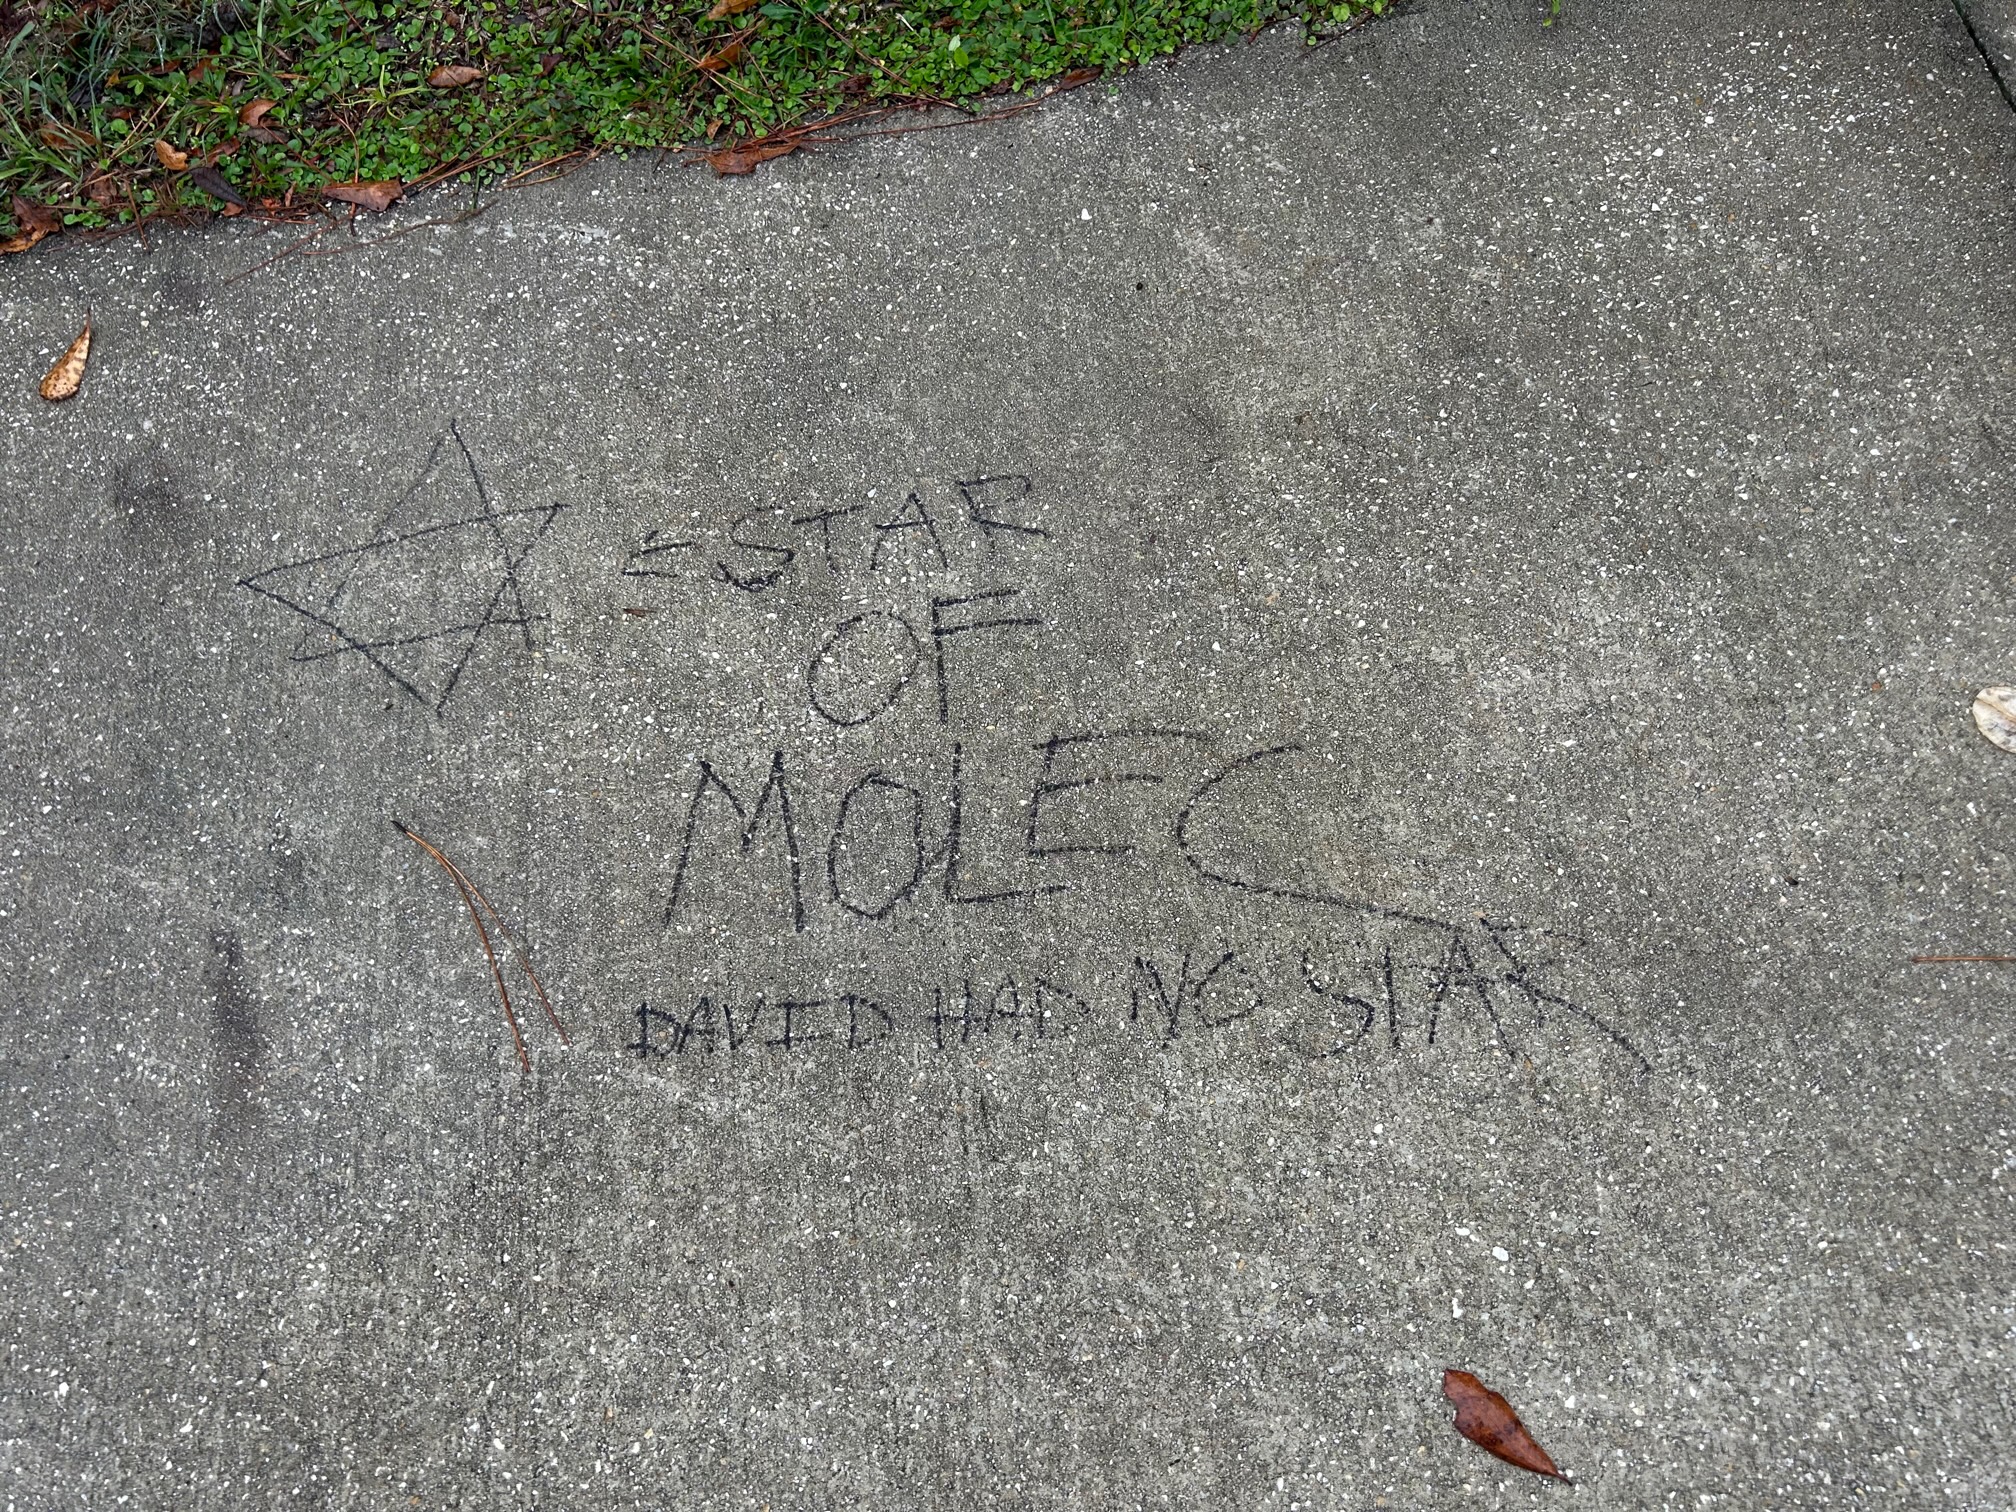 = STAR
OF
MOLEC
DAVID HAD NO STAR